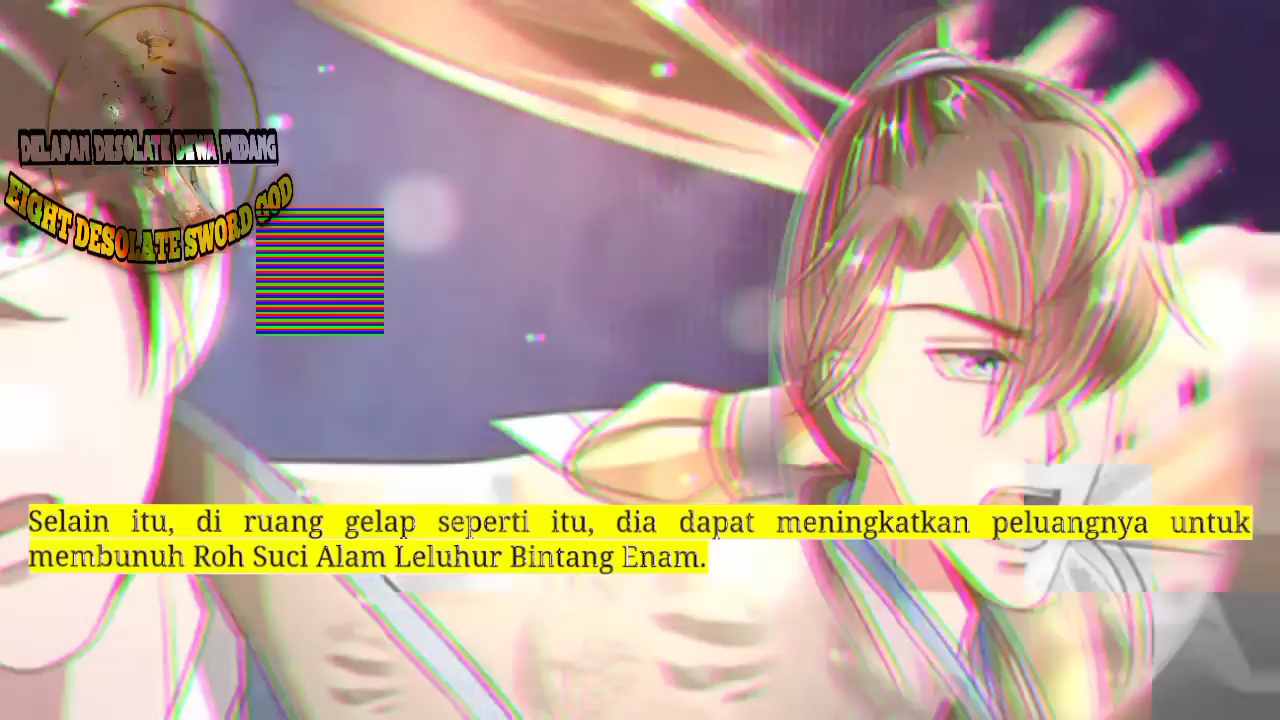 DELAPAN DESOLATE DEWA PEDANG
EIGHT DESOLATE SWORD GOD
Selain itu, di ruang gelap seperti itu, dia dapat meningkatkan peluangnya untuk
membunuh Roh Suci Alam Leluhur Bintang Enam.